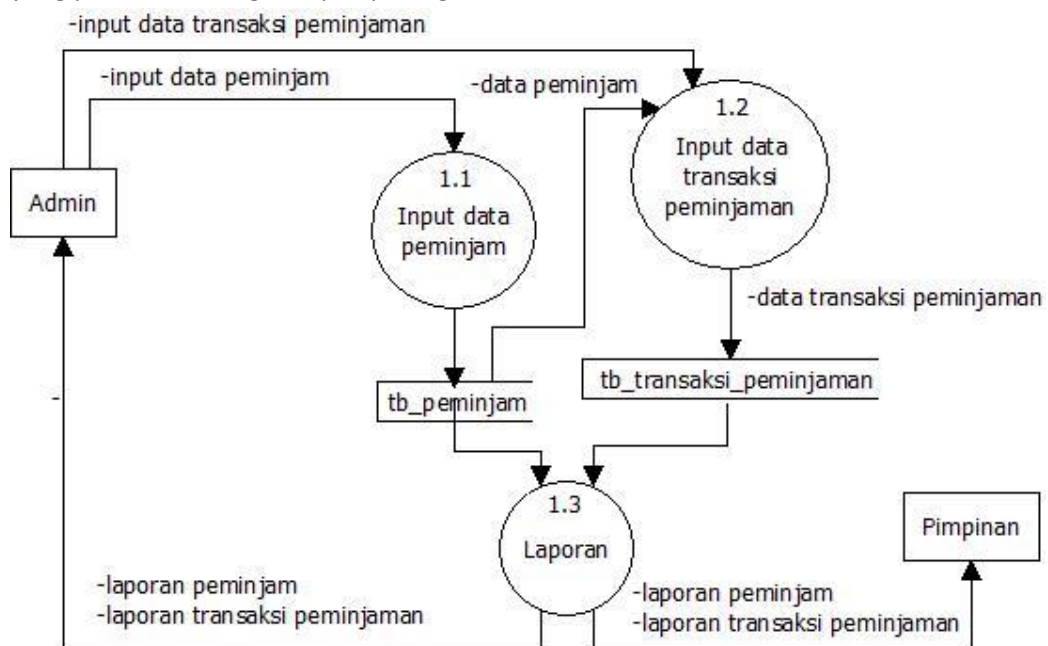 -input data transaksi peminjaman
-input data peminjam
-data peminjam
1.2
Input data
transaksi
peminjaman
1.1
Input data
peminjam
Admin
-data transaksi peminjaman
tb_transaksi_peminjaman
tb_peminjam
-
1.3
Laporan
Pimpinan
-laporan peminjam
-laporan transaksi peminjaman
-laporan peminjam
-laporan transaksi peminjaman